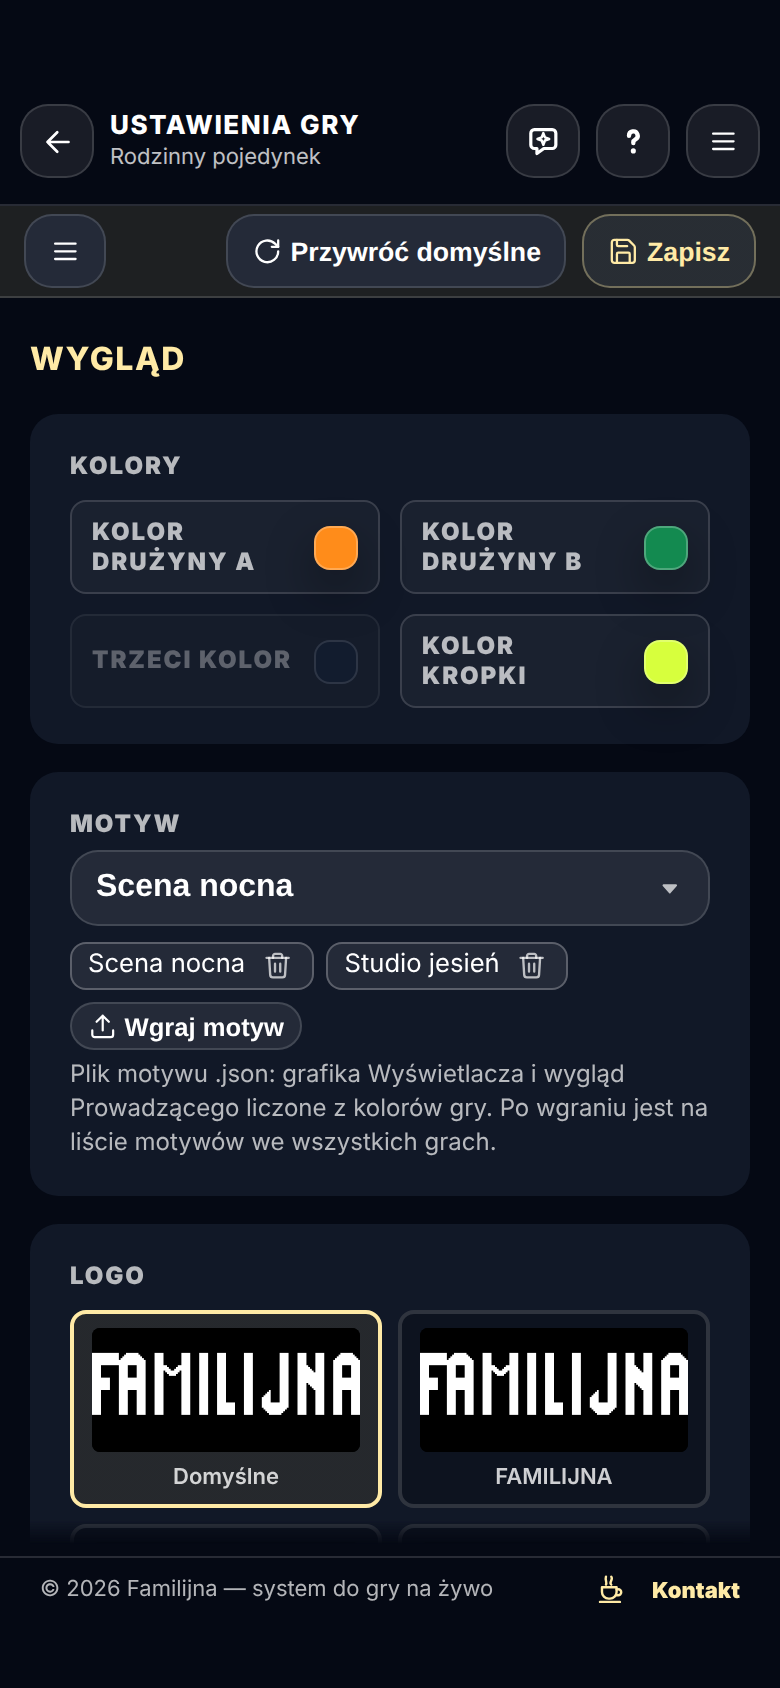 USTAWIENIA GRY
Rodzinny pojedynek
?
Przywróć domyślne
Zapisz
WYGLĄD
KOLORY
KOLOR
DRUŻYNY A
KOLOR
DRUŻYNY B
TRZECI KOLOR
KOLOR
KROPKI
MOTYW
Scena nocna
Scena nocna
Studio jesień
Wgraj motyw
Plik motywu .json: grafika Wyświetlacza i wygląd
Prowadzącego liczone z kolorów gry. Po wgraniu jest na
liście motywów we wszystkich grach.
LOGO
FAMILIJNA
Domyślne
FAMILIJNA
FAMILIJNA
© 2026 Familijna — system do gry na żywo
Kontakt